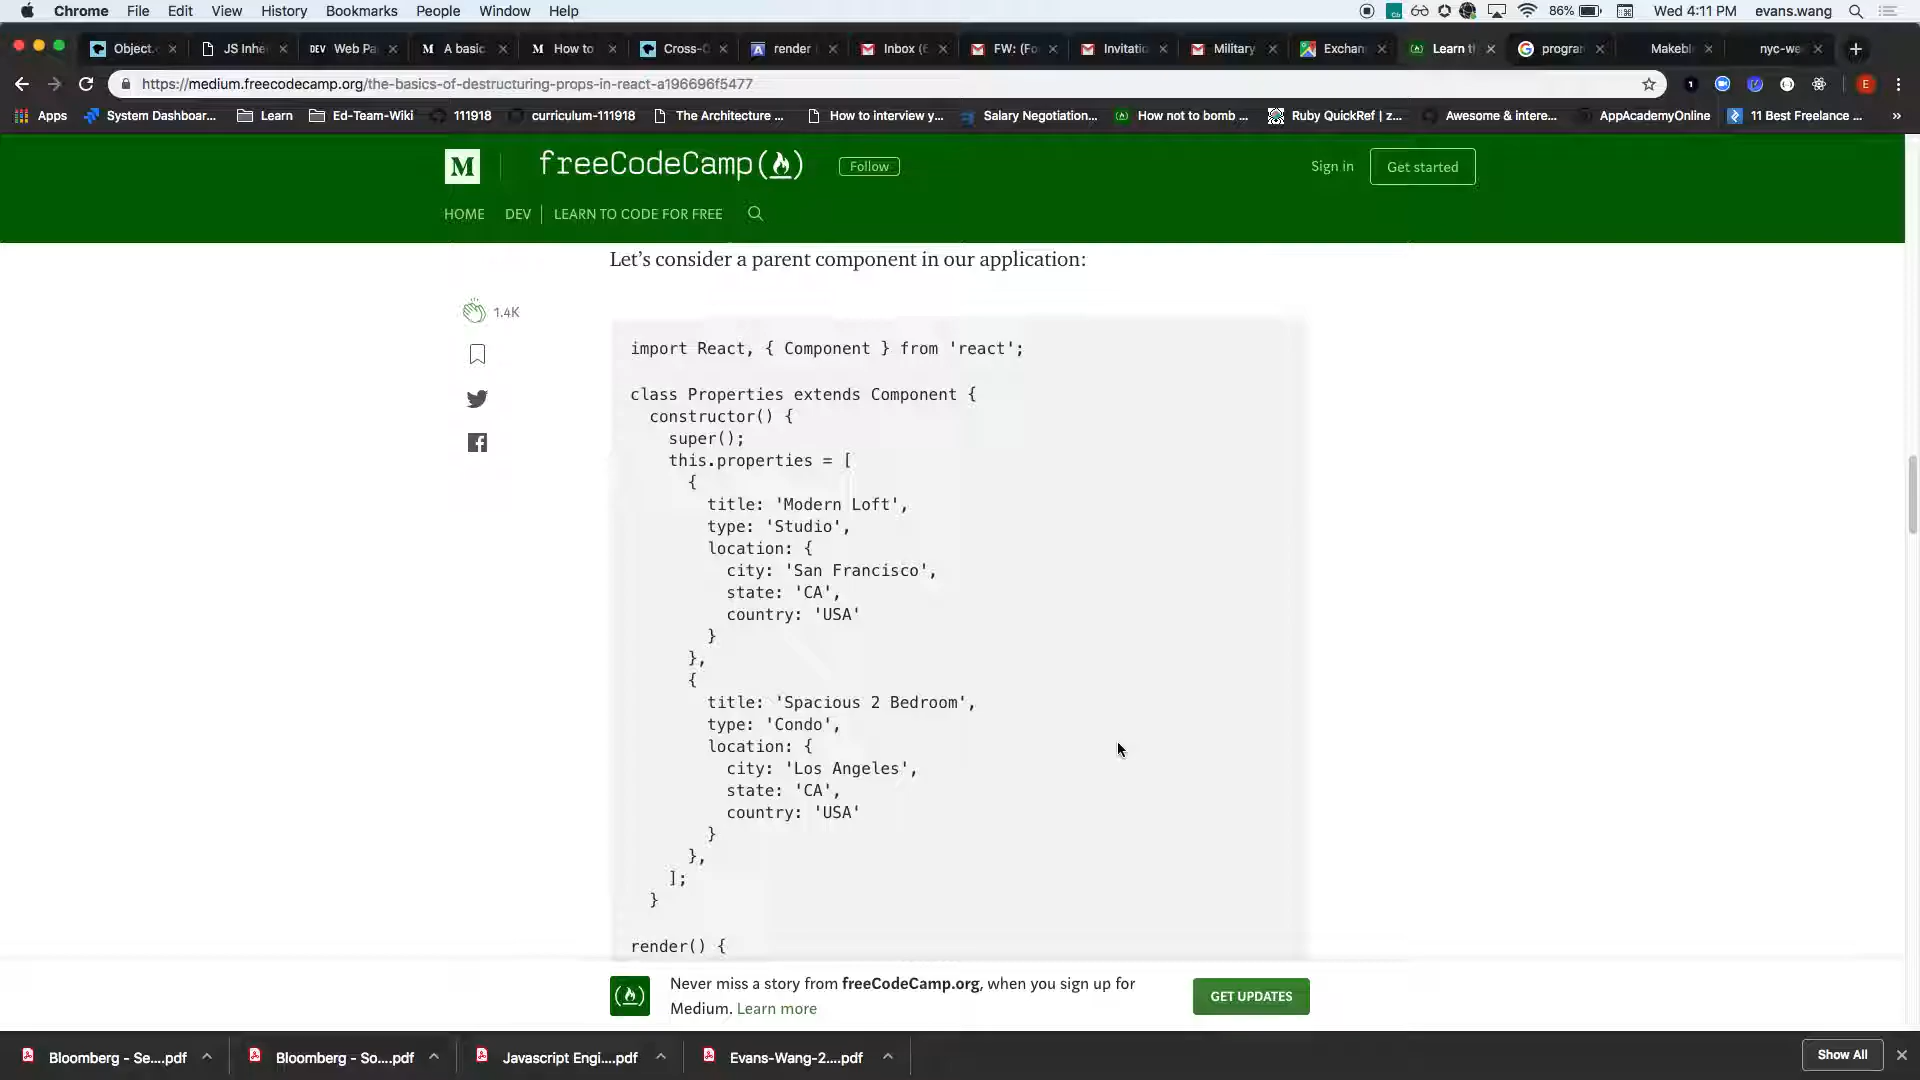 Chrome File Edit View History Bookmarks People Window Help 86% Wed 4:11 PM evans.wang
Object. JS Inhe DEV Web Pa M A basic M How to Cross-O render Inbox (6 FW: (Fo Invitatio Military Exchan Learn t progra Makebl nyc-we
https://medium.freecodecamp.org/the-basics-of-destructuring-props-in-react-a196696f5477 E
Apps System Dashboar... Learn Ed-Team-Wiki 111918 curriculum-111918 The Architecture ... How to interview y... Salary Negotiation... How not to bomb ... Ruby QuickRef | z... Awesome & intere... AppAcademyOnline 11 Best Freelance ... »
M freeCodeCamp Follow Sign in Get started
HOME DEV LEARN TO CODE FOR FREE
Let's consider a parent component in our application:
1.4K
import React, { Component } from 'react';
class Properties extends Component {
constructor() {
super();
this.properties = [
{
title: 'Modern Loft',
type: 'Studio',
location: {
city: 'San Francisco',
state: 'CA',
country: 'USA'
}
},
{
title: 'Spacious 2 Bedroom',
type: 'Condo',
location: {
city: 'Los Angeles',
state: 'CA',
country: 'USA'
}
},
];
}
render() {
Never miss a story from freeCodeCamp.org, when you sign up for
Medium. Learn more
GET UPDATES
Bloomberg - Se....pdf Bloomberg - So....pdf Javascript Engi....pdf Evans-Wang-2....pdf Show All